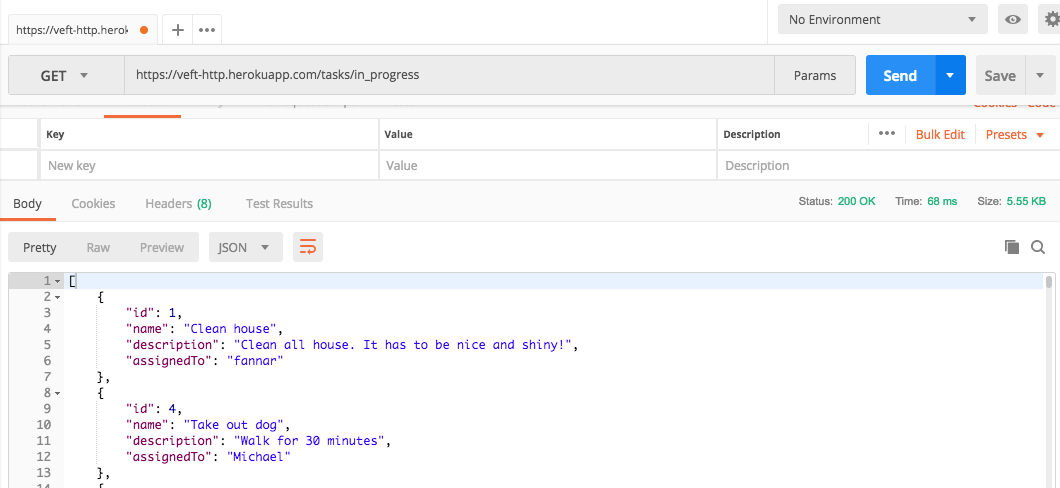 https://veft-http.herok
No Environment
GET
https://veft-http.herokuapp.com/tasks/in_progress
Params
Send
Save
Cookies Code
Key Value Description ••• Bulk Edit Presets
New key Value Description
Body Cookies Headers (8) Test Results Status: 200 OK Time: 68 ms Size: 5.55 KB
Pretty Raw Preview JSON
1 [
2 {
3 "id": 1,
4 "name": "Clean house",
5 "description": "Clean all house. It has to be nice and shiny!",
6 "assignedTo": "fannar"
7 },
8 {
9 "id": 4,
10 "name": "Take out dog",
11 "description": "Walk for 30 minutes",
12 "assignedTo": "Michael"
13 },
14 {